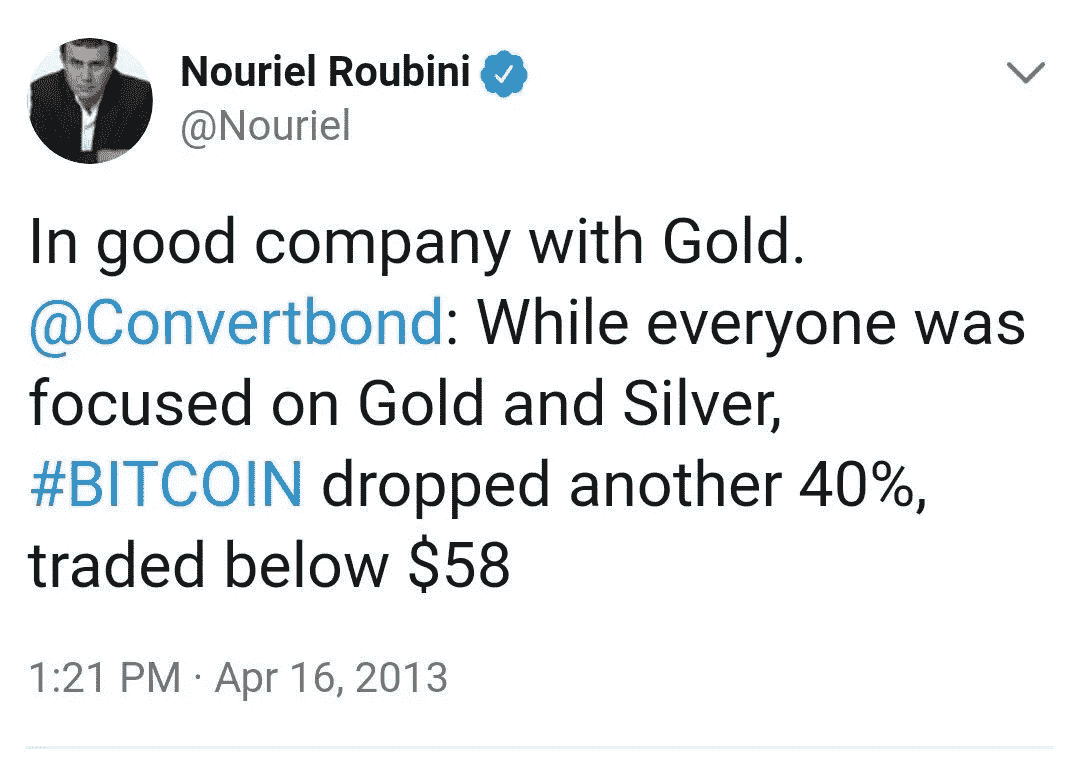 Nouriel Roubini
@Nouriel
In good company with Gold.
@Convertbond: While everyone was
focused on Gold and Silver,
#BITCOIN dropped another 40%,
traded below $58
1:21 PM · Apr 16, 2013